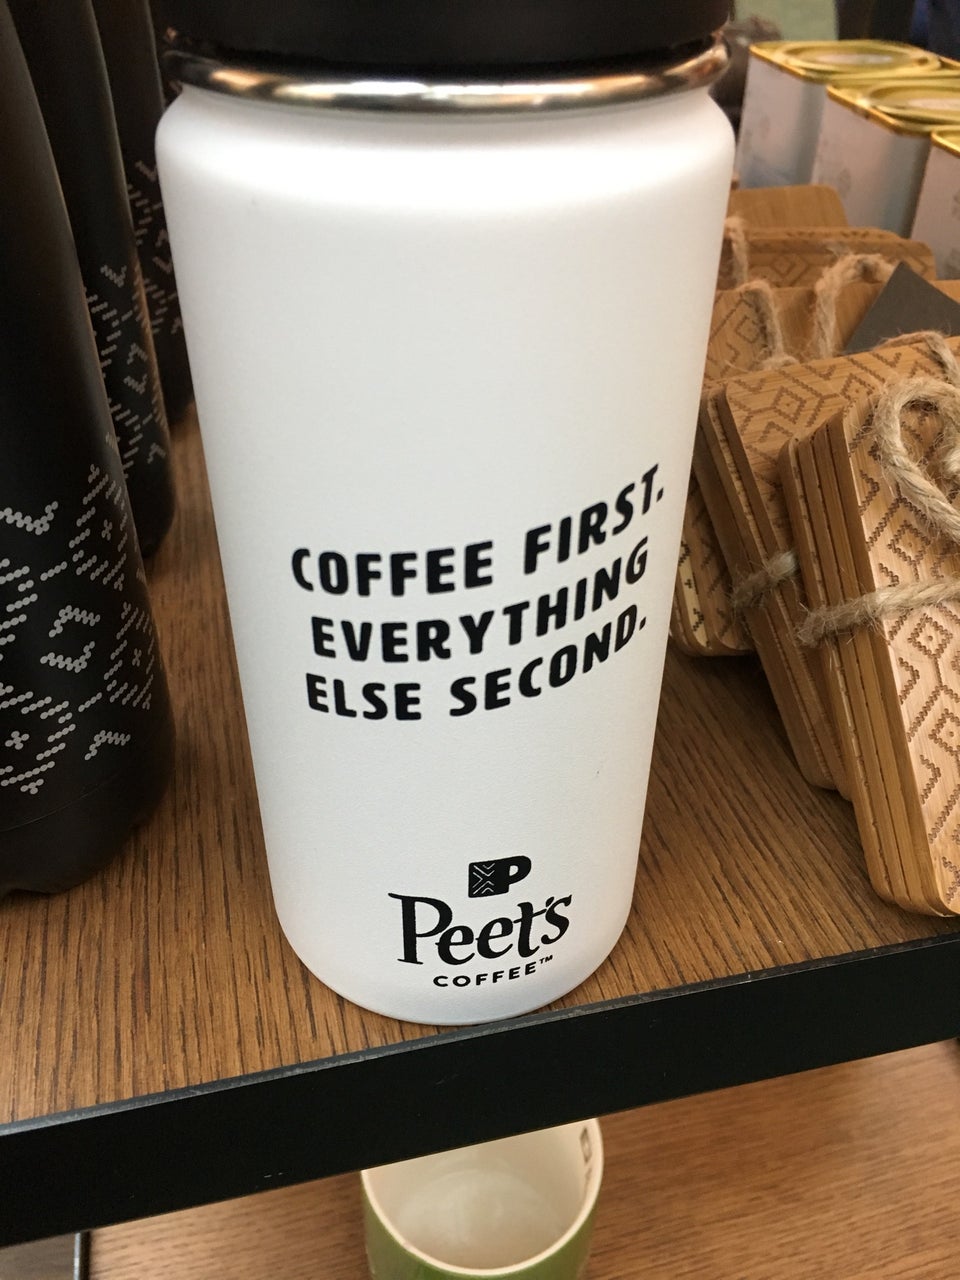 COFFEE FIRST.
EVERYTHING
ELSE SECOND.
P
Peet's
COFFEE™